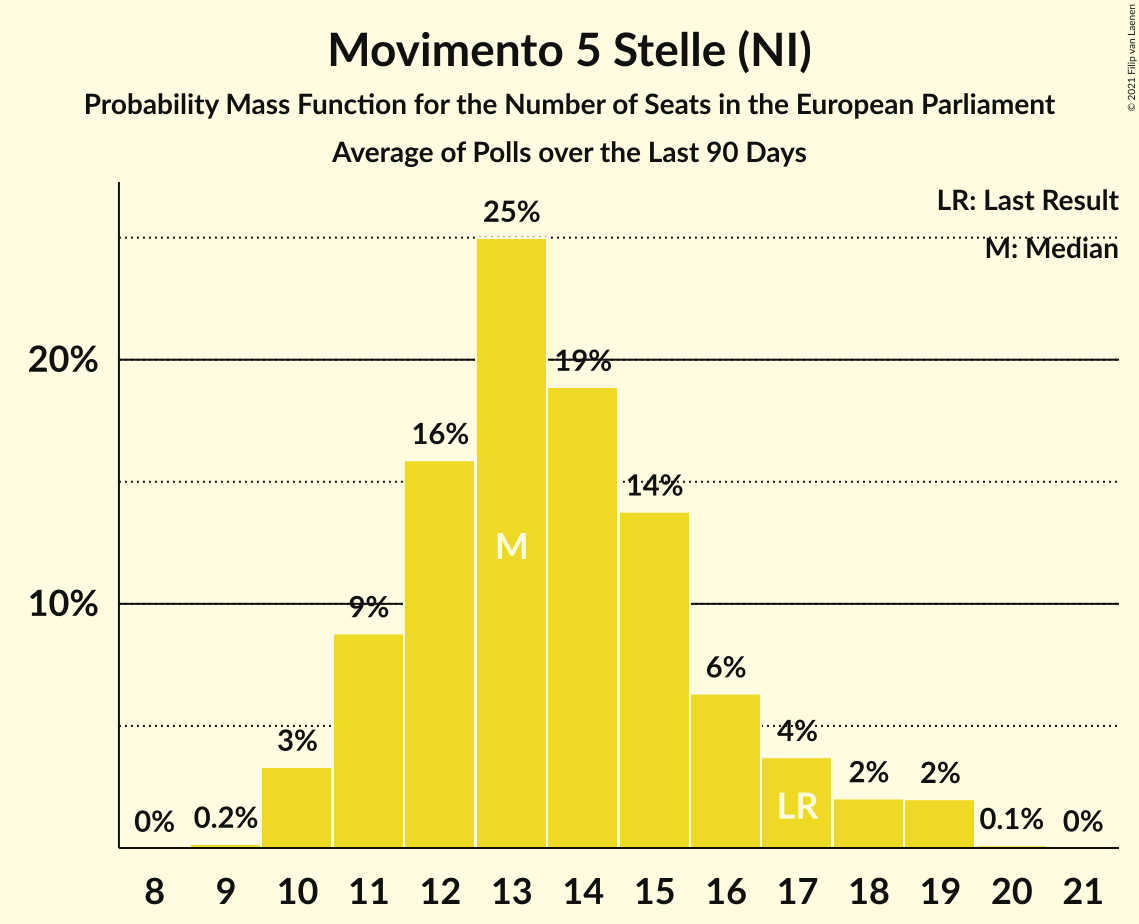 Movimento 5 Stelle (NI)
Probability Mass Function for the Number of Seats in the European Parliament
Average of Polls over the Last 90 Days
© 2021 Filip van Laenen
LR: Last Result
M: Median
25%
20%
19%
16%
14%
M
10%
9%
6%
4%
3%
2%
2%
LR
0%
0.2%
0.1%
0%
8 9 10 11 12 13 14 15 16 17 18 19 20 21